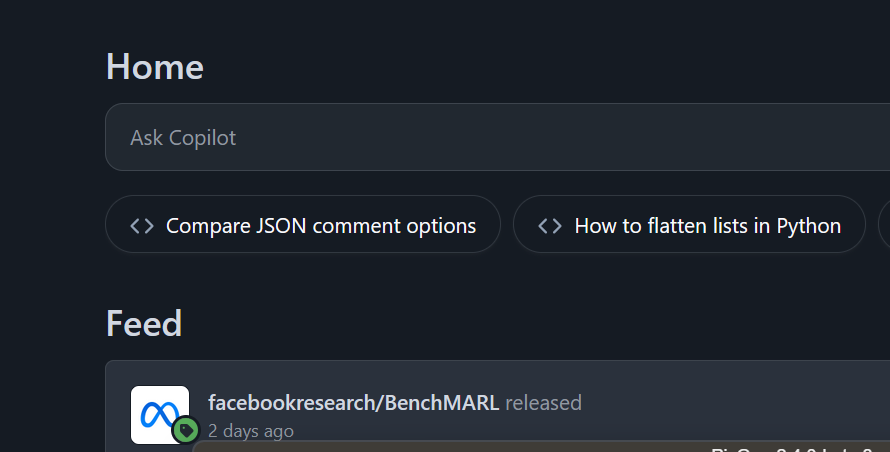 Home
Ask Copilot
Compare JSON comment options
How to flatten lists in Python
Feed
facebookresearch/BenchMARL released
2 days ago